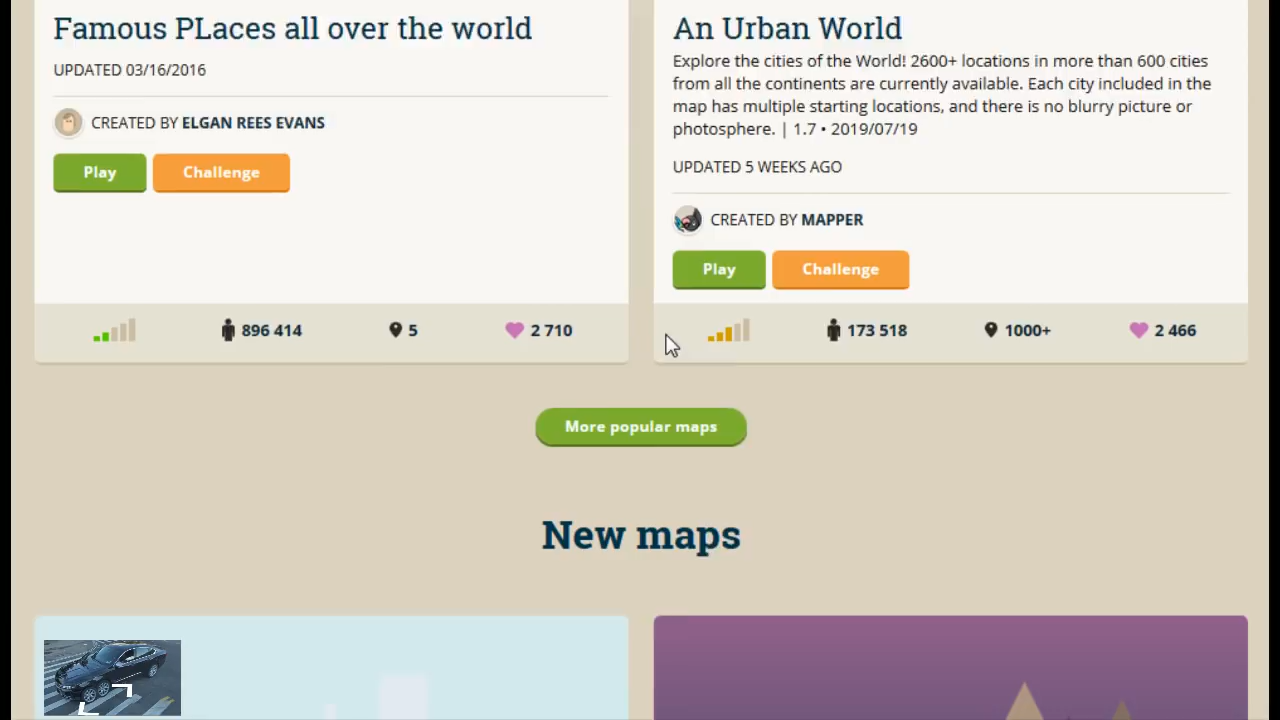 Famous PLaces all over the world
UPDATED 03/16/2016
CREATED BY ELGAN REES EVANS
Play
Challenge
896 414
5
2 710
An Urban World
Explore the cities of the World! 2600+ locations in more than 600 cities
from all the continents are currently available. Each city included in the
map has multiple starting locations, and there is no blurry picture or
photosphere. | 1.7 • 2019/07/19
UPDATED 5 WEEKS AGO
CREATED BY MAPPER
Play
Challenge
173 518
1000+
2 466
More popular maps
New maps